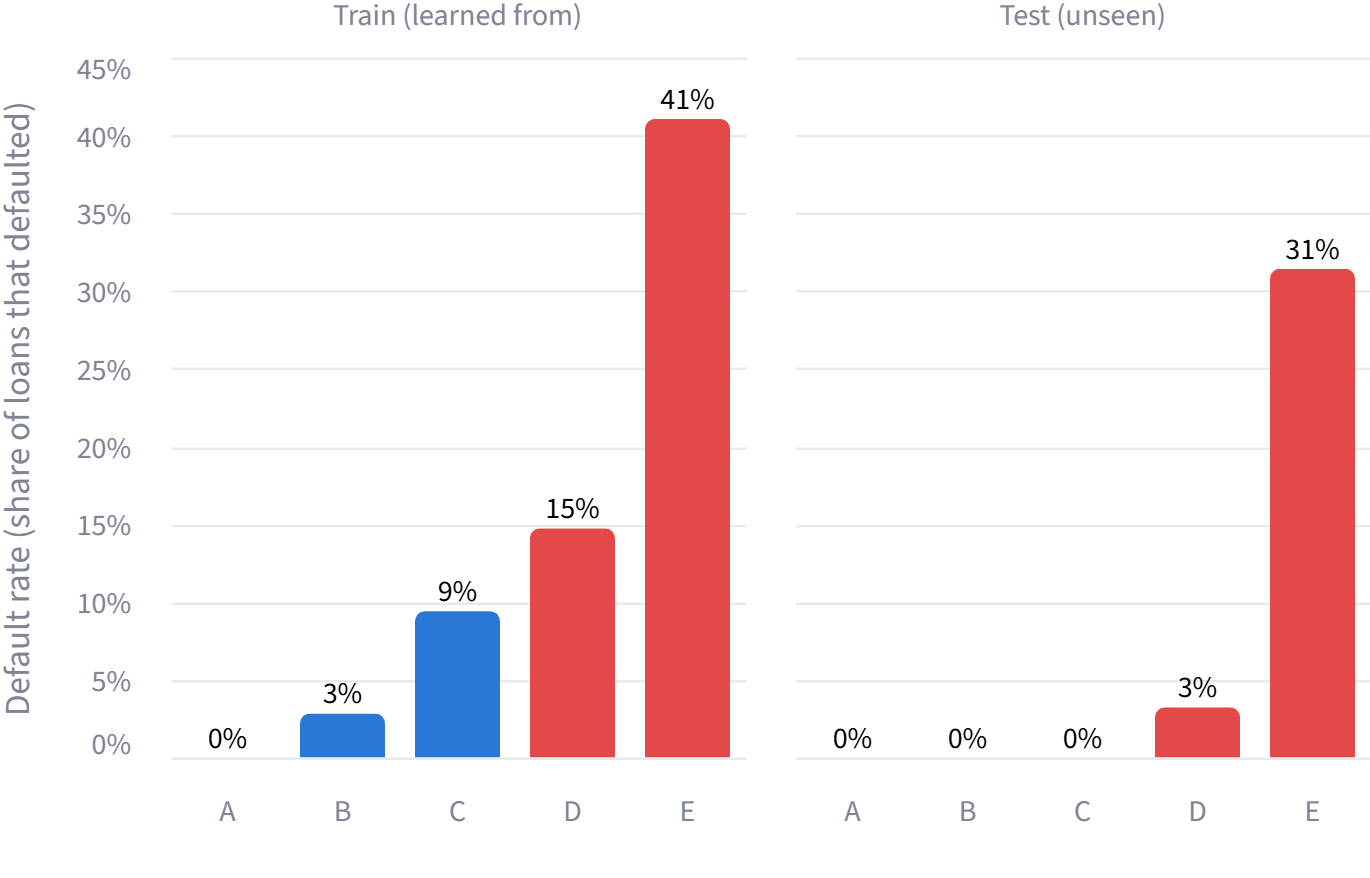 Train (learned from)
Test (unseen)
Default rate (share of loans that defaulted)
45%
40%
35%
30%
25%
20%
15%
10%
5%
0%
0%
3%
9%
15%
41%
A
B
C
D
E
0%
0%
0%
3%
31%
A
B
C
D
E